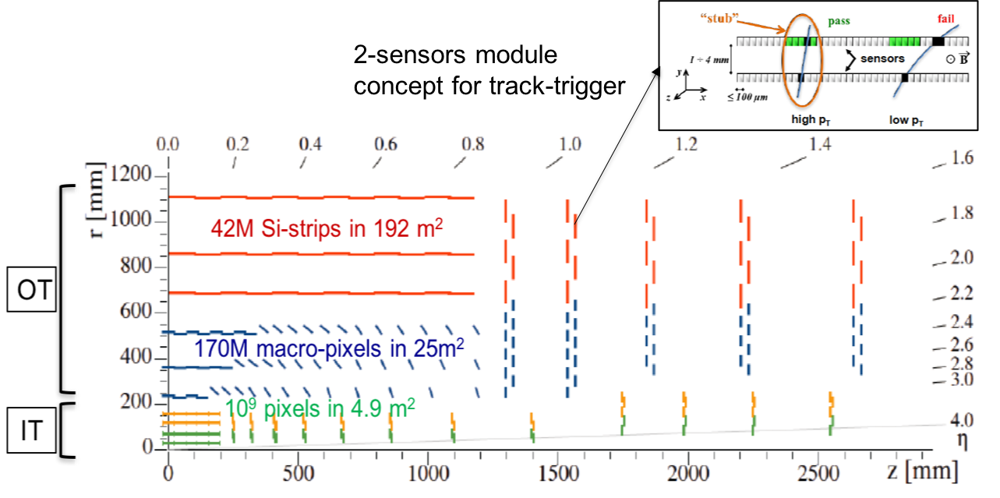 2-sensors module
concept for track-trigger
“stub”
pass
fail
1 ÷ 4 mm
sensors
⊙ B
y
z
x
≤ 100 μm
high pT
low pT
0.0 0.2 0.4 0.6 0.8 1.0 1.2 1.4 1.6
r [mm]
1200
1000
800
600
400
200
0
42M Si-strips in 192 m²
170M macro-pixels in 25m²
10⁹ pixels in 4.9 m²
OT
IT
1.8
2.0
2.2
2.4
2.6
2.8
3.0
4.0
η
0 500 1000 1500 2000 2500 z [mm]